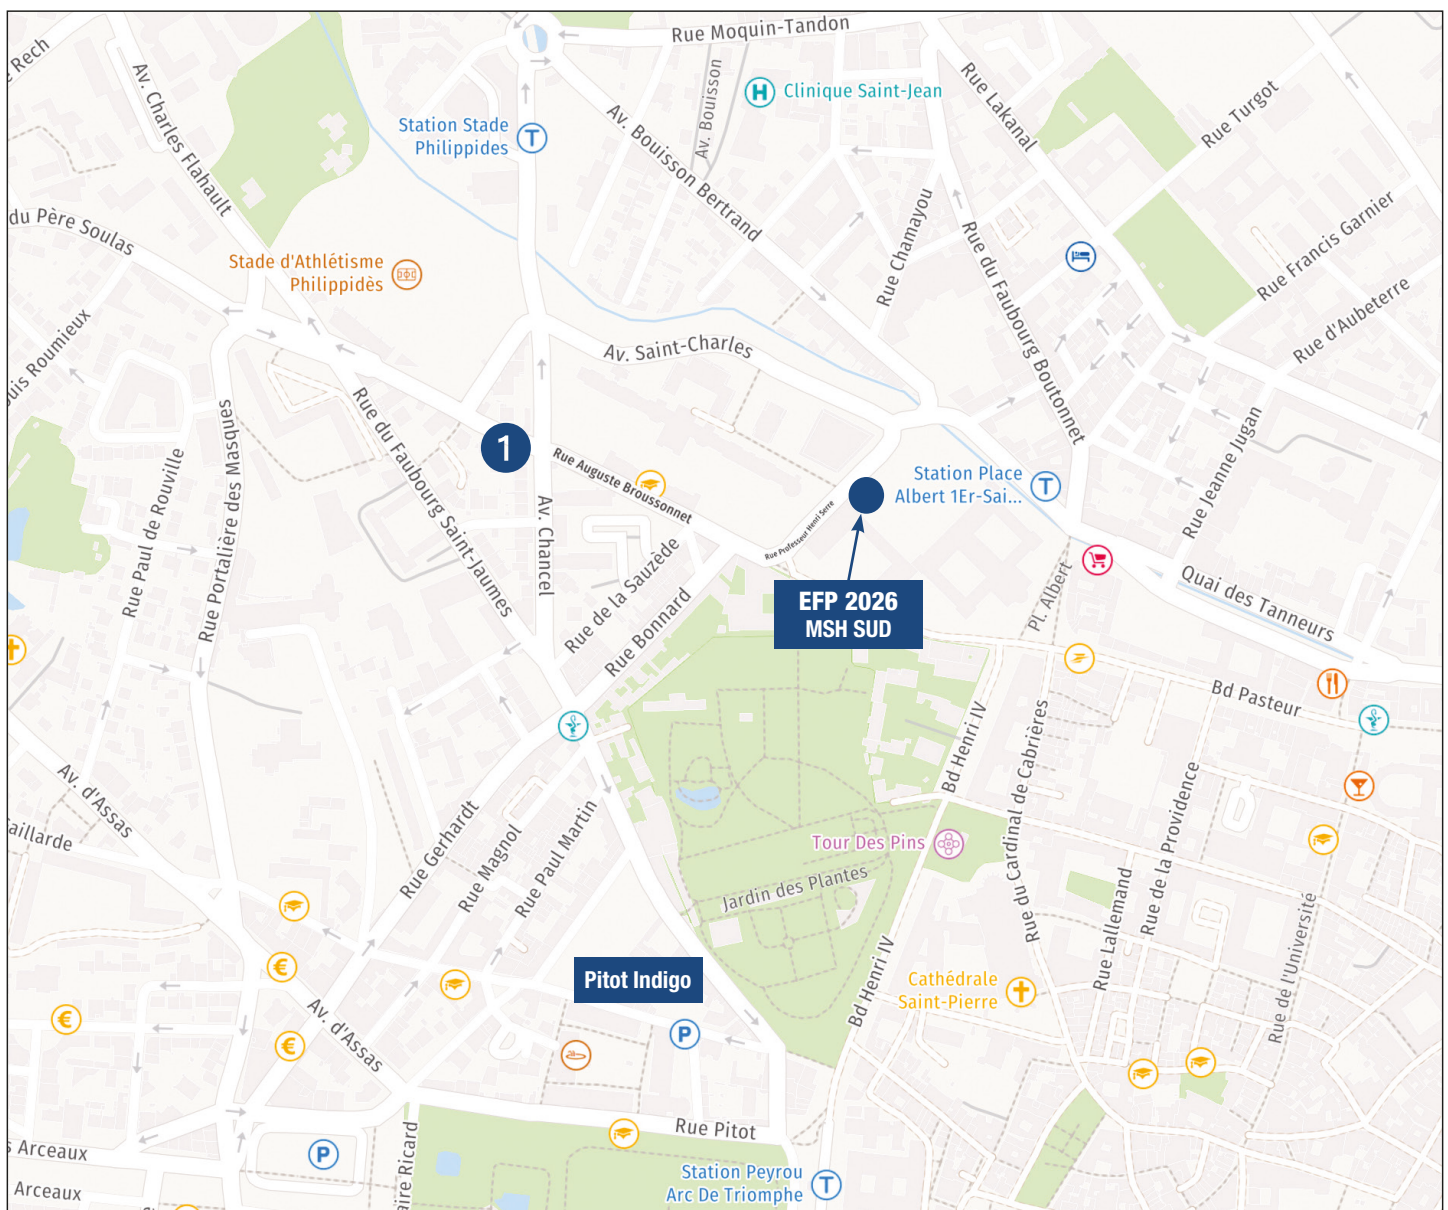 Rue Moquin-Tandon
Rech
Av. Charles Flahault
Clinique Saint-Jean
Av. Bouisson
Rue Lakanal
Rue Turgot
Station Stade
Philippides
Av. Bouisson Bertrand
du Père Soulas
Rue Chamayou
Rue Francis Garnier
Stade d'Athlétisme
Philippidès
Rue du Faubourg Boutonnet
Rue d'Aubeterre
Av. Saint-Charles
ouis Roumieux
Rue Paul de Rouville
Rue Portalière des Masques
Rue du Faubourg Saint-Jaumes
1
Rue Auguste Broussonnet
Av. Chancel
Rue Jeanne Jugan
Station Place
Albert 1Er-Sai...
Rue Professeur Henri Serre
Rue de la Sauzède
Rue Bonnard
EFP 2026
MSH SUD
Pl. Albert
Quai des Tanneurs
Bd Pasteur
Bd Henri IV
Rue du Cardinal de Cabrières
Av. d'Assas
aillarde
Rue Gerhardt
Rue Magnol
Rue Paul Martin
Tour Des Pins
Jardin des Plantes
Rue de la Providence
Rue Lallemand
Rue de l'Université
Bd Henri IV
Cathédrale
Saint-Pierre
Pitot Indigo
P
Av. d'Assas
Rue Pitot
P
s Arceaux
Arceaux
aire Ricard
Station Peyrou
Arc De Triomphe